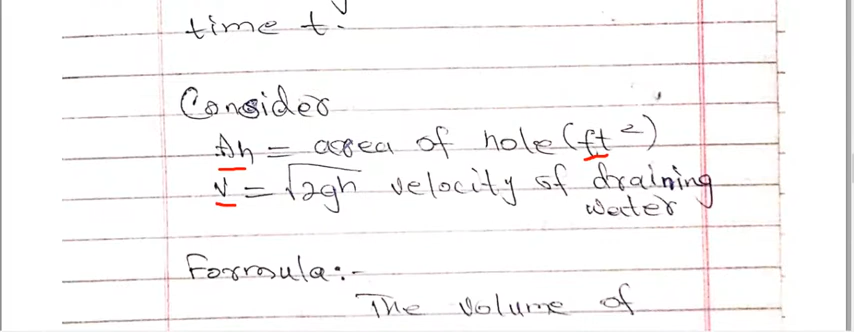 time t.
Consider
Ah = area of hole (ft²)
V = √2gh velocity of draining
water
Formula:-
The volume of